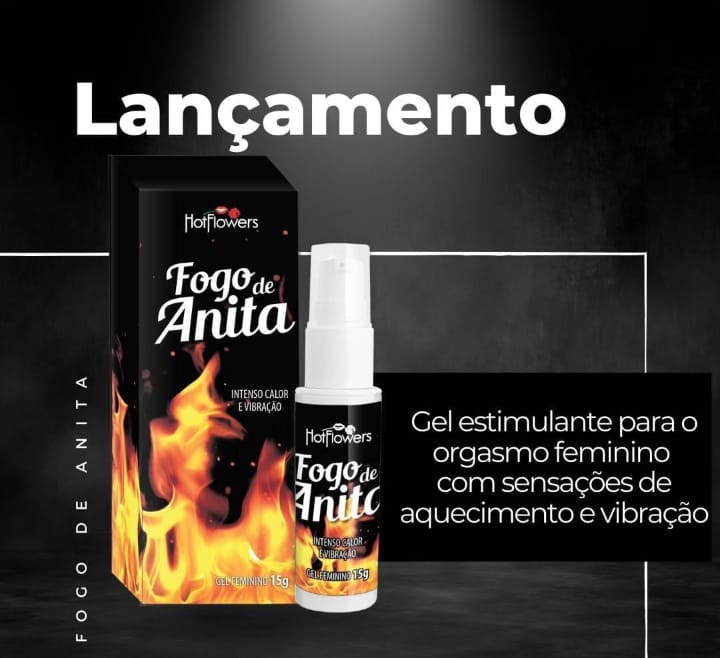 Lançamento
HotFlowers
Fogo de
Anita
INTENSO CALOR
E VIBRAÇÃO
GEL FEMININO 15g
HotFlowers
Fogo de
Anita
INTENSO CALOR
E VIBRAÇÃO
GEL FEMININO 15g
FOGO DE ANITA
Gel estimulante para o
orgasmo feminino
com sensações de
aquecimento e vibração